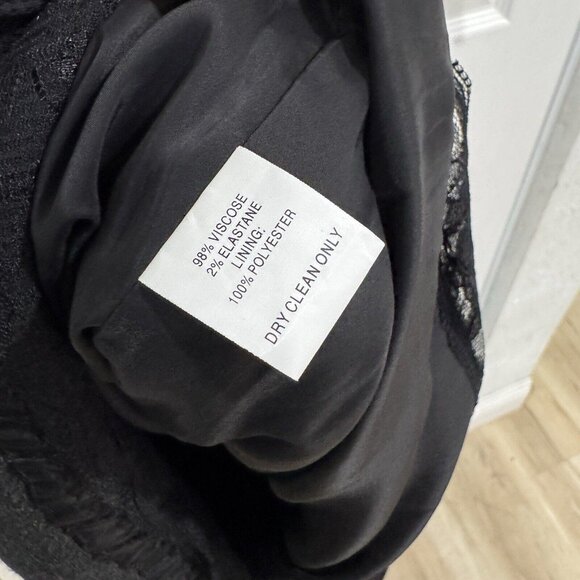 98% VISCOSE
2% ELASTANE
LINING:
100% POLYESTER
DRY CLEAN ONLY